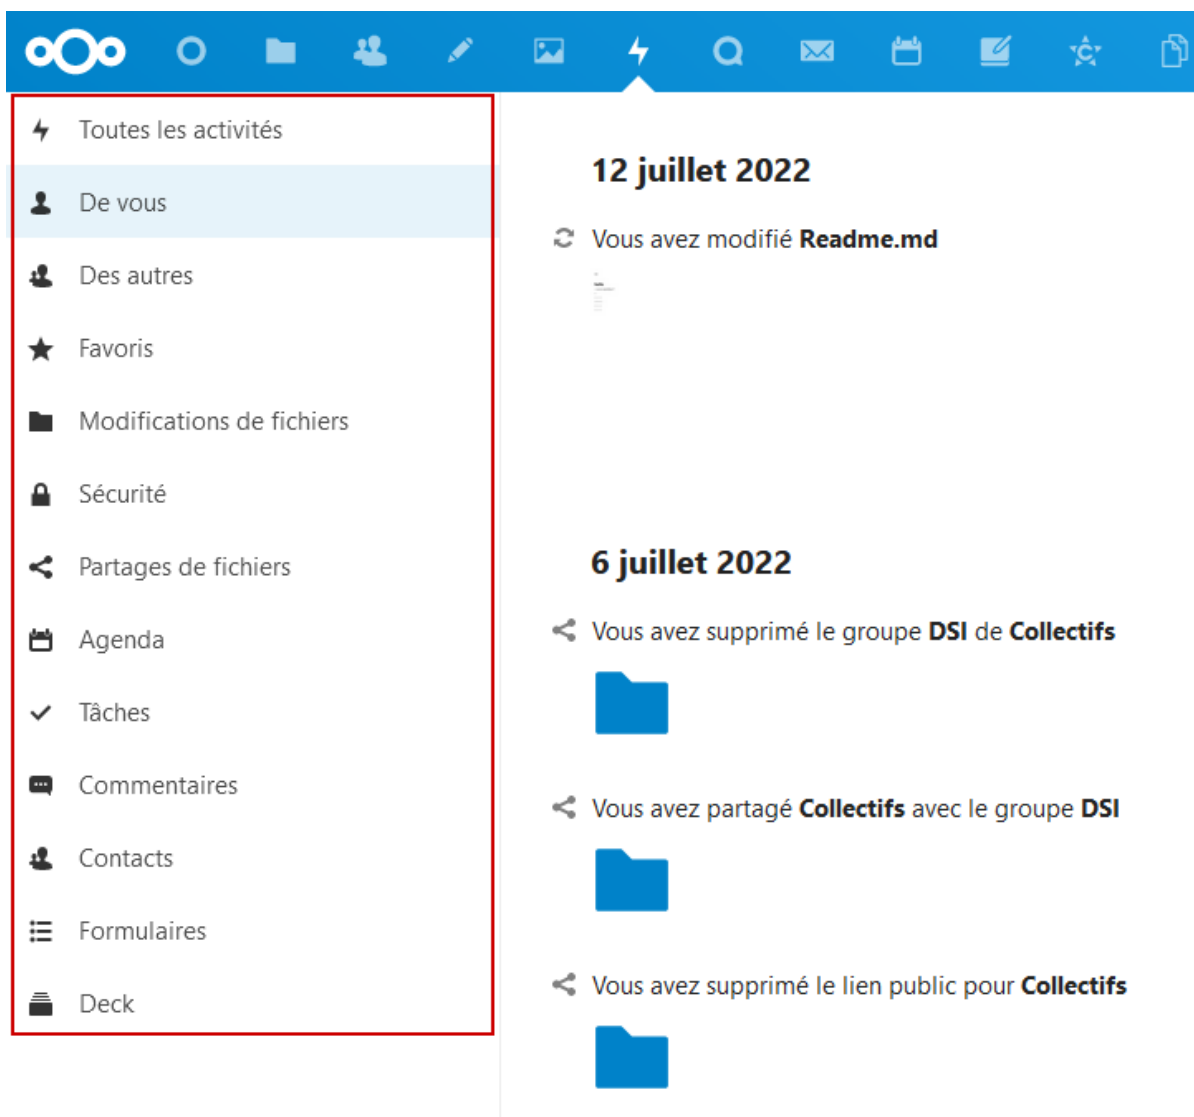 Toutes les activités
De vous
Des autres
Favoris
Modifications de fichiers
Sécurité
Partages de fichiers
Agenda
Tâches
Commentaires
Contacts
Formulaires
Deck
12 juillet 2022
Vous avez modifié Readme.md
6 juillet 2022
Vous avez supprimé le groupe DSI de Collectifs
Vous avez partagé Collectifs avec le groupe DSI
Vous avez supprimé le lien public pour Collectifs